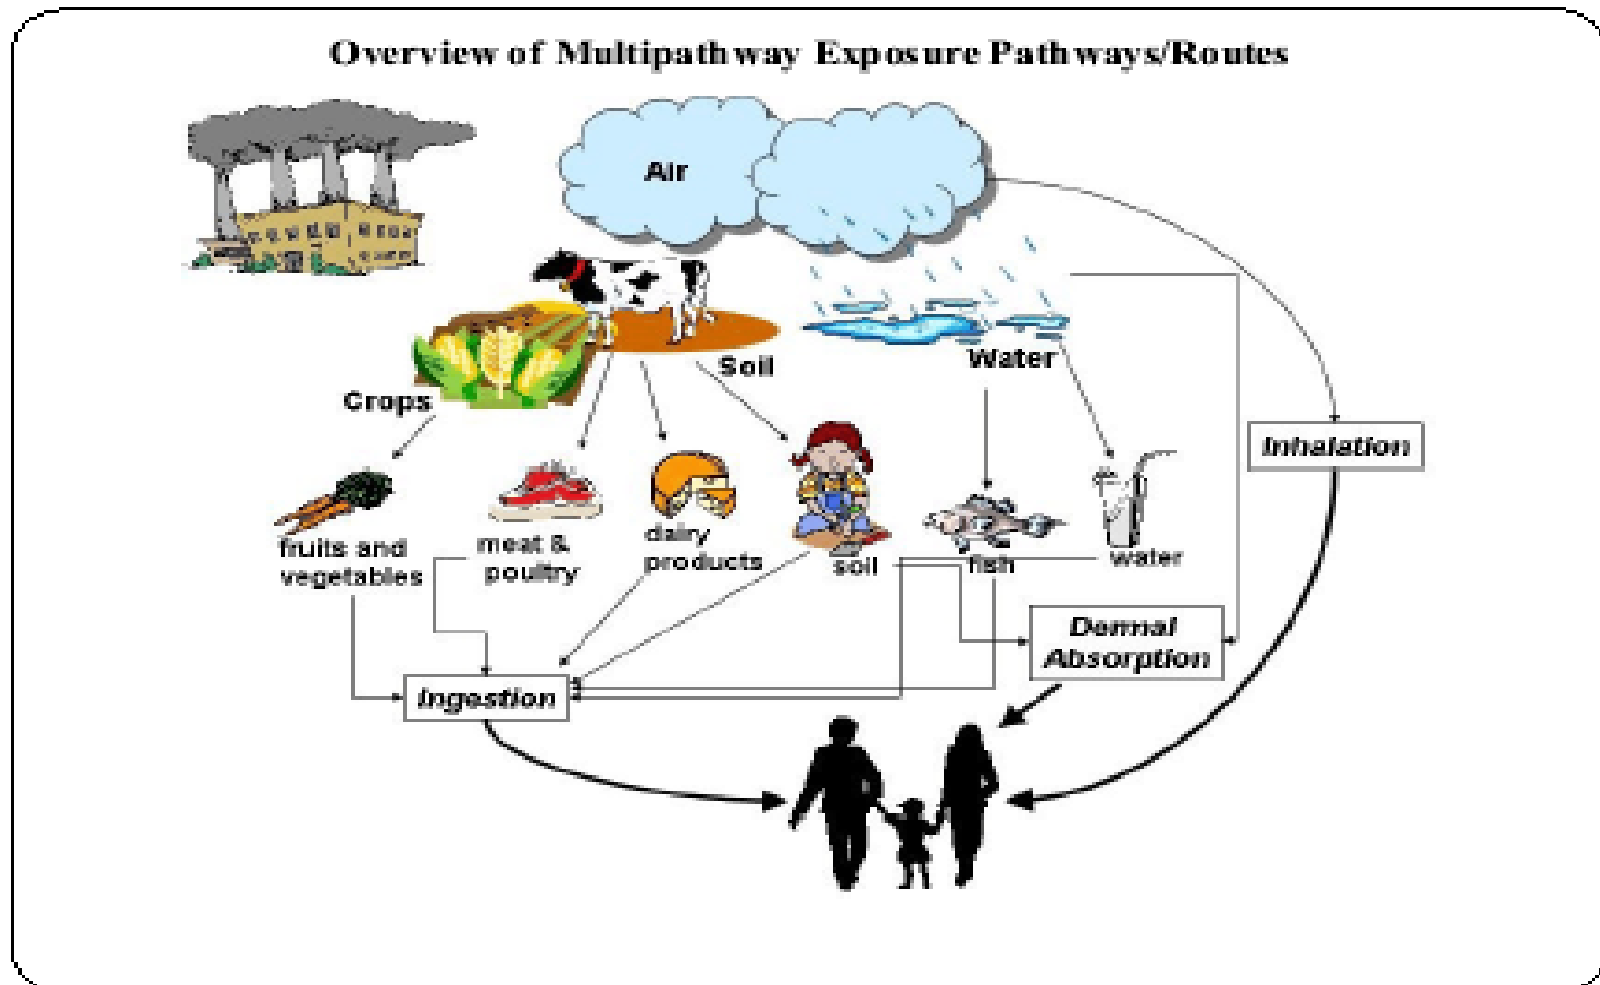 Overview of Multipathway Exposure Pathways/Routes
Air
Soil
Water
Crops
Inhalation
fruits and
vegetables
meat &
poultry
dairy
products
soil
fish
water
Dermal
Absorption
Ingestion